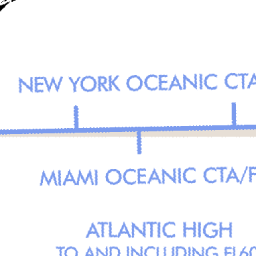 NEW YORK OCEANIC CTA
MIAMI OCEANIC CTA/F
ATLANTIC HIGH
TO AND INCLUDING FL60